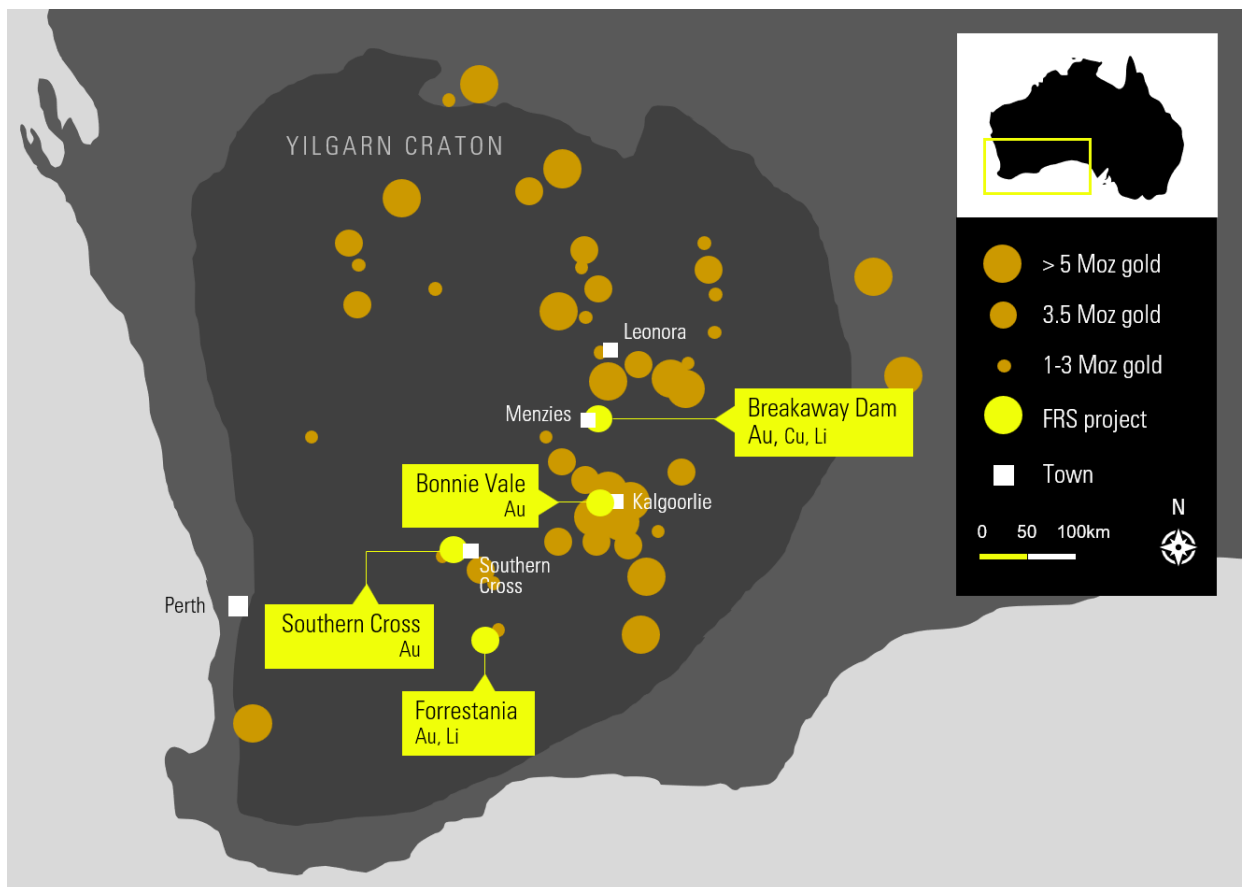 YILGARN CRATON
> 5 Moz gold
3.5 Moz gold
1-3 Moz gold
FRS project
Town
N
0 50 100km
Leonora
Menzies
Breakaway Dam
Au, Cu, Li
Bonnie Vale
Au
Kalgoorlie
Southern
Cross
Perth
Southern Cross
Au
Forrestania
Au, Li